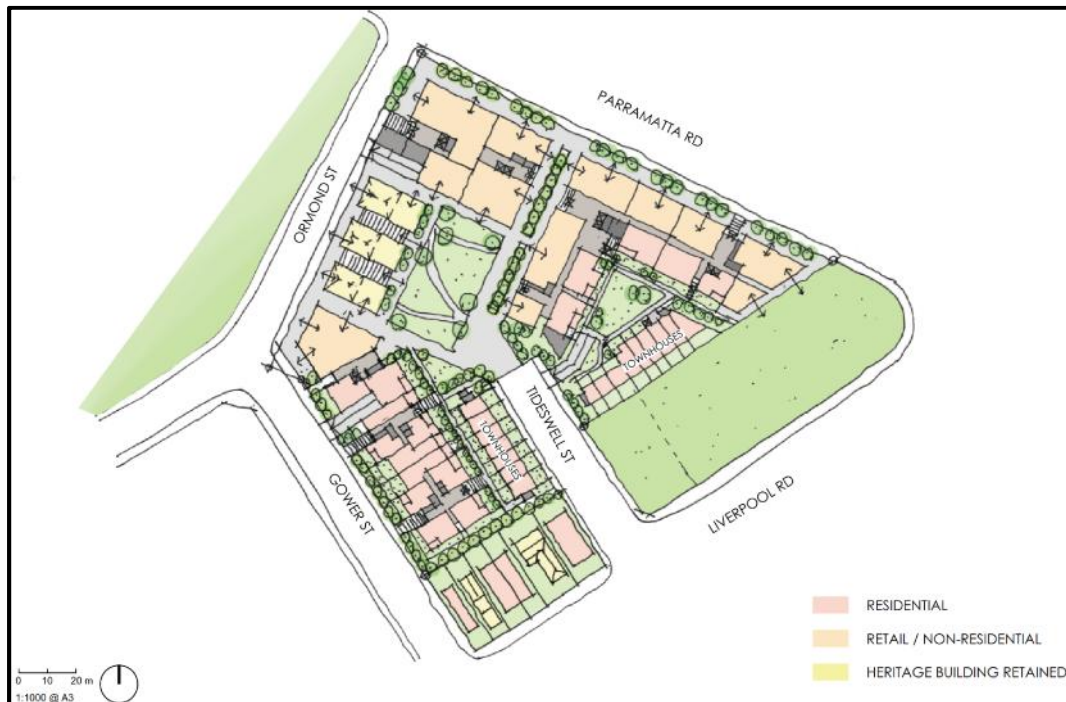 PARRAMATTA RD
ORMOND ST
TOWNHOUSES
TIDESWELL ST
TOWNHOUSES
GOWER ST
LIVERPOOL RD
RESIDENTIAL
RETAIL / NON-RESIDENTIAL
HERITAGE BUILDING RETAINED
0 10 20 m
1:1000 @ A3